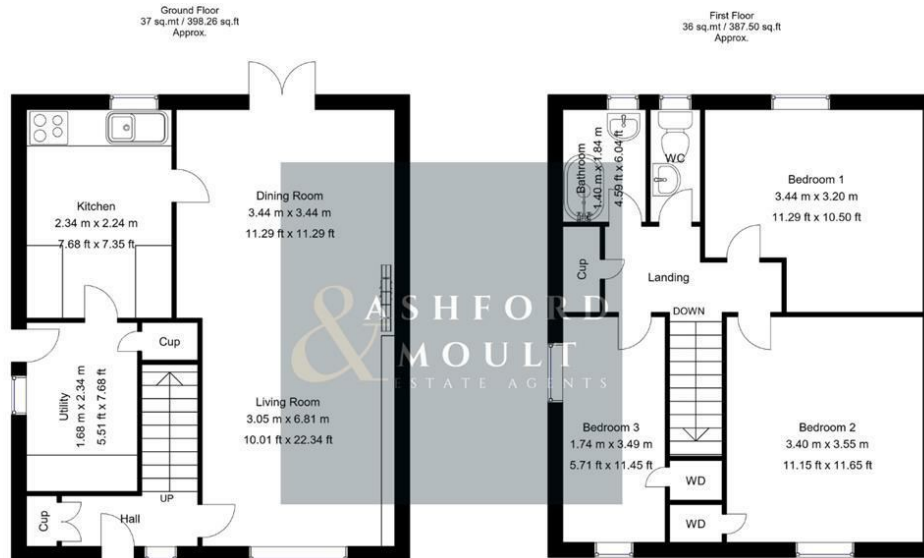 Ground Floor
37 sq.mt / 398.26 sq.ft
Approx.
Kitchen
2.34 m x 2.24 m
7.68 ft x 7.35 ft
Dining Room
3.44 m x 3.44 m
11.29 ft x 11.29 ft
Cup
Utility
1.68 m x 2.34 m
5.51 ft x 7.68 ft
Living Room
3.05 m x 6.81 m
10.01 ft x 22.34 ft
UP
Cup
Hall
First Floor
36 sq.mt / 387.50 sq.ft
Approx.
Bathroom
1.40 m x 1.84 m
4.59 ft x 6.04 ft
WC
Bedroom 1
3.44 m x 3.20 m
11.29 ft x 10.50 ft
Cup
Landing
DOWN
Bedroom 3
1.74 m x 3.49 m
5.71 ft x 11.45 ft
Bedroom 2
3.40 m x 3.55 m
11.15 ft x 11.65 ft
WD
WD
&
ASHFORD
MOULT
ESTATE AGENTS